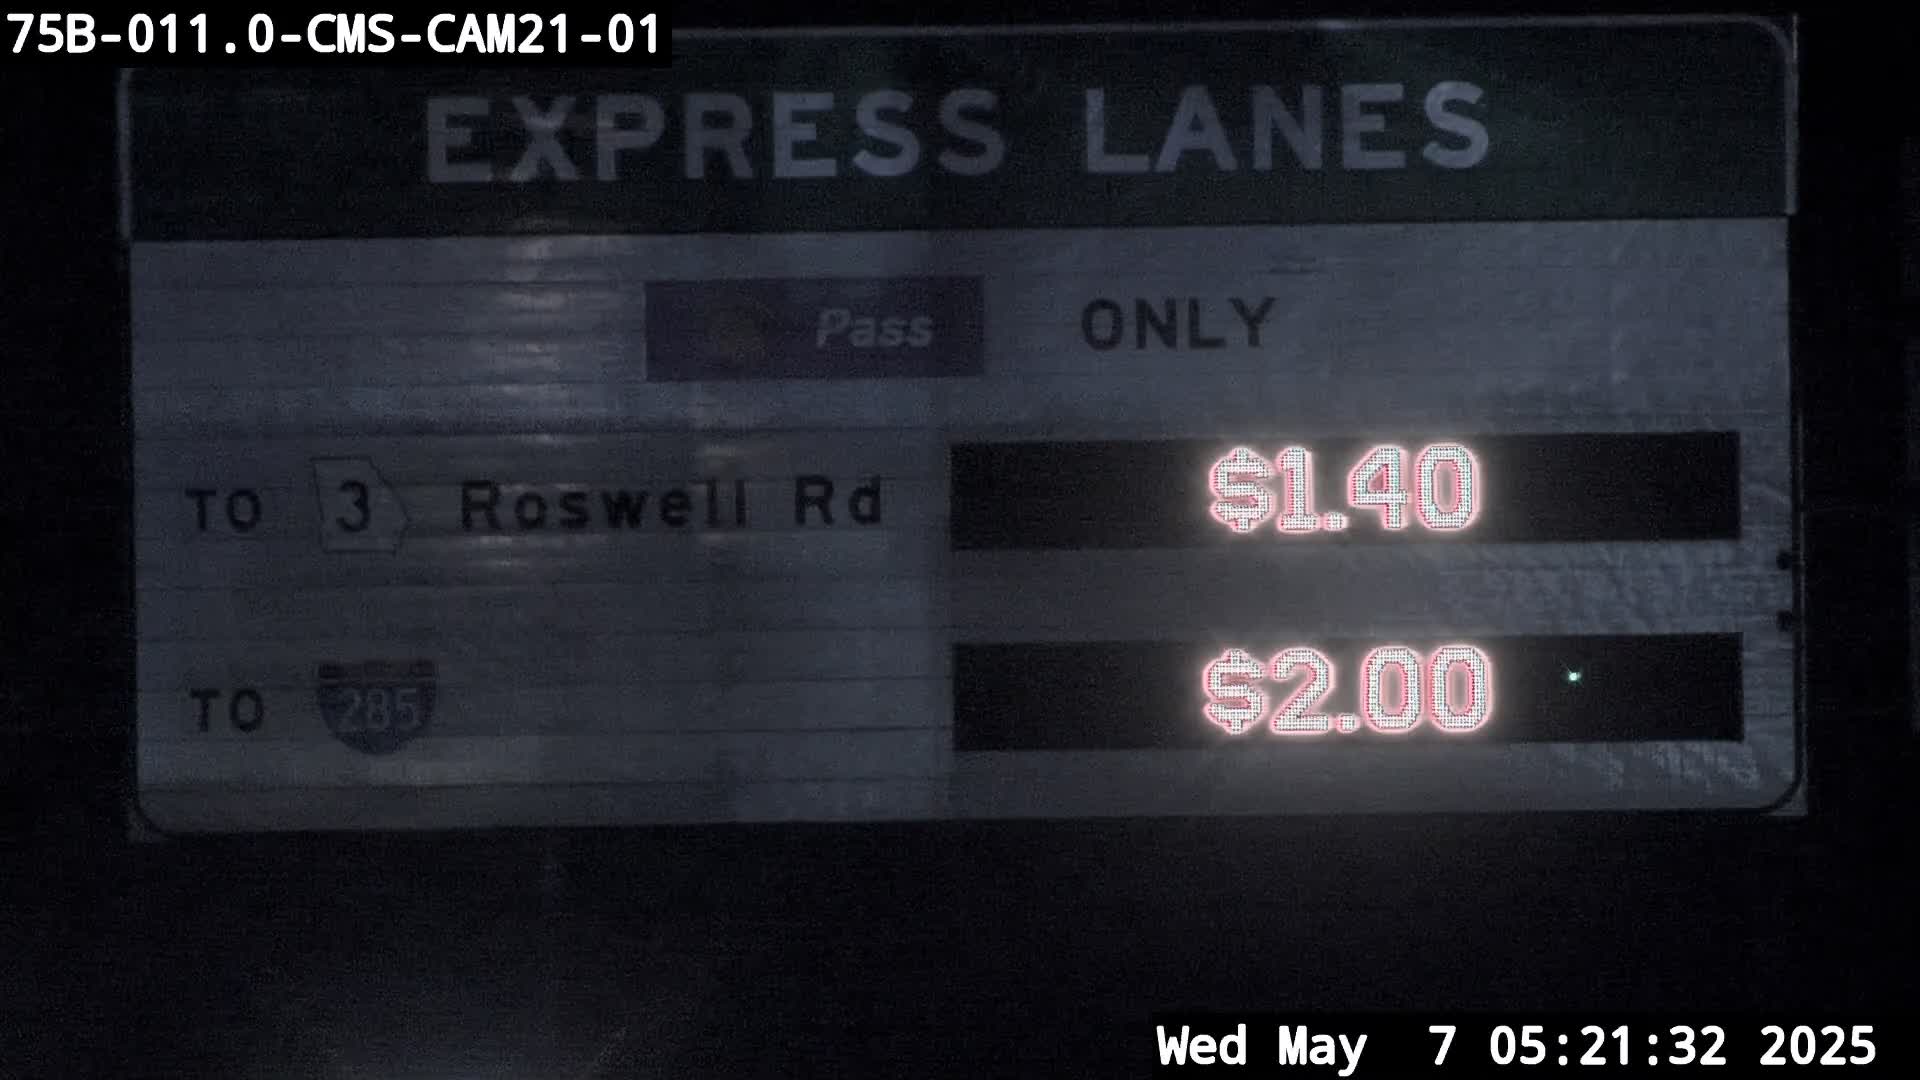 75B-011.0-CMS-CAM21-01
EXPRESS LANES
Pass ONLY
TO 3 Roswell Rd $1.40
TO 285 $2.00
Wed May 7 05:21:32 2025